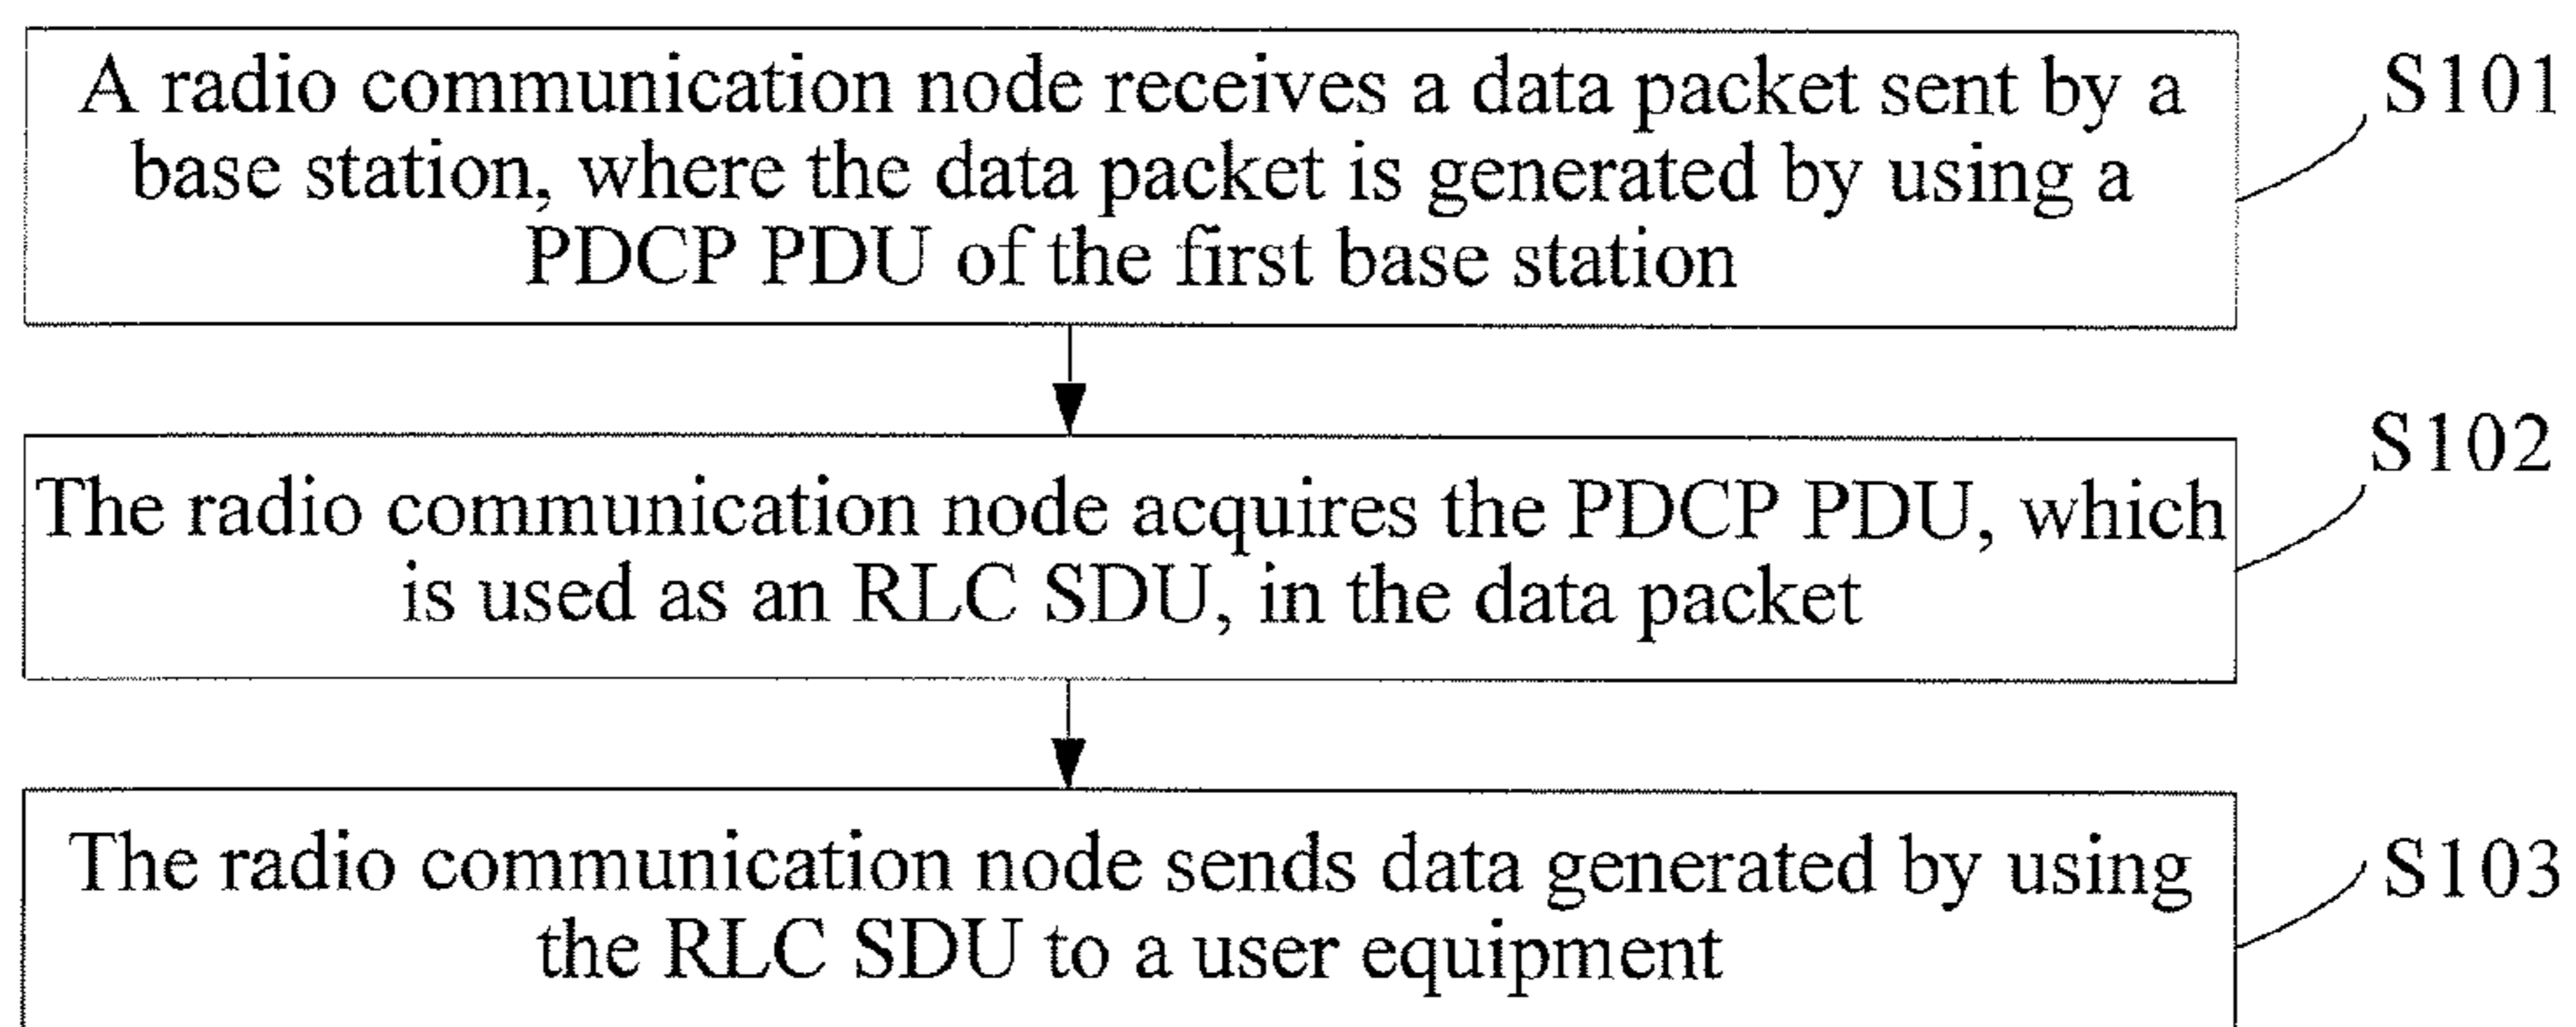 A radio communication node receives a data packet sent by a
base station, where the data packet is generated by using a
PDCP PDU of the first base station
S101
The radio communication node acquires the PDCP PDU, which
is used as an RLC SDU, in the data packet
S102
The radio communication node sends data generated by using
the RLC SDU to a user equipment
S103